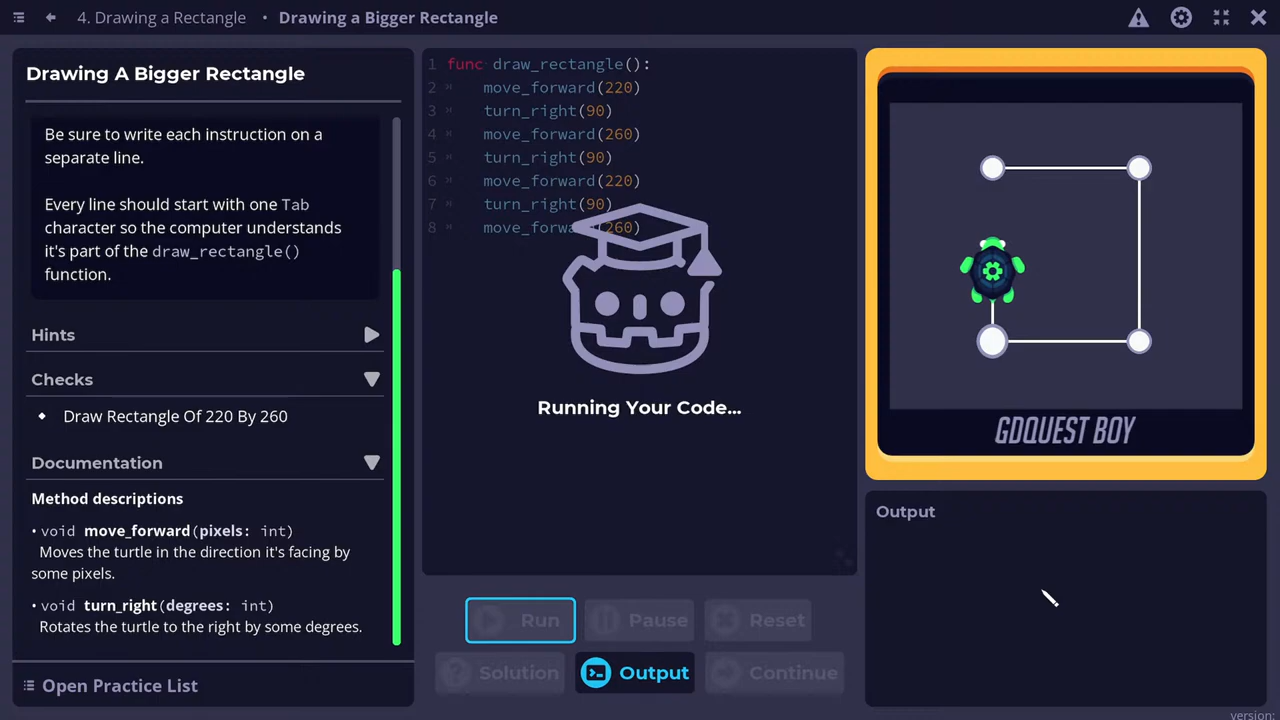 4. Drawing a Rectangle • Drawing a Bigger Rectangle
Drawing A Bigger Rectangle
Be sure to write each instruction on a
separate line.
Every line should start with one Tab
character so the computer understands
it's part of the draw_rectangle()
function.
Hints
Checks
Draw Rectangle Of 220 By 260
Documentation
Method descriptions
• void move_forward(pixels: int)
Moves the turtle in the direction it's facing by
some pixels.
• void turn_right(degrees: int)
Rotates the turtle to the right by some degrees.
Open Practice List
1 func draw_rectangle():
2 move_forward(220)
3 turn_right(90)
4 move_forward(260)
5 turn_right(90)
6 move_forward(220)
7 turn_right(90)
8 move_forwa 260)
Running Your Code...
Run
Pause
Reset
Solution
Output
Continue
GDQUEST BOY
Output
version: